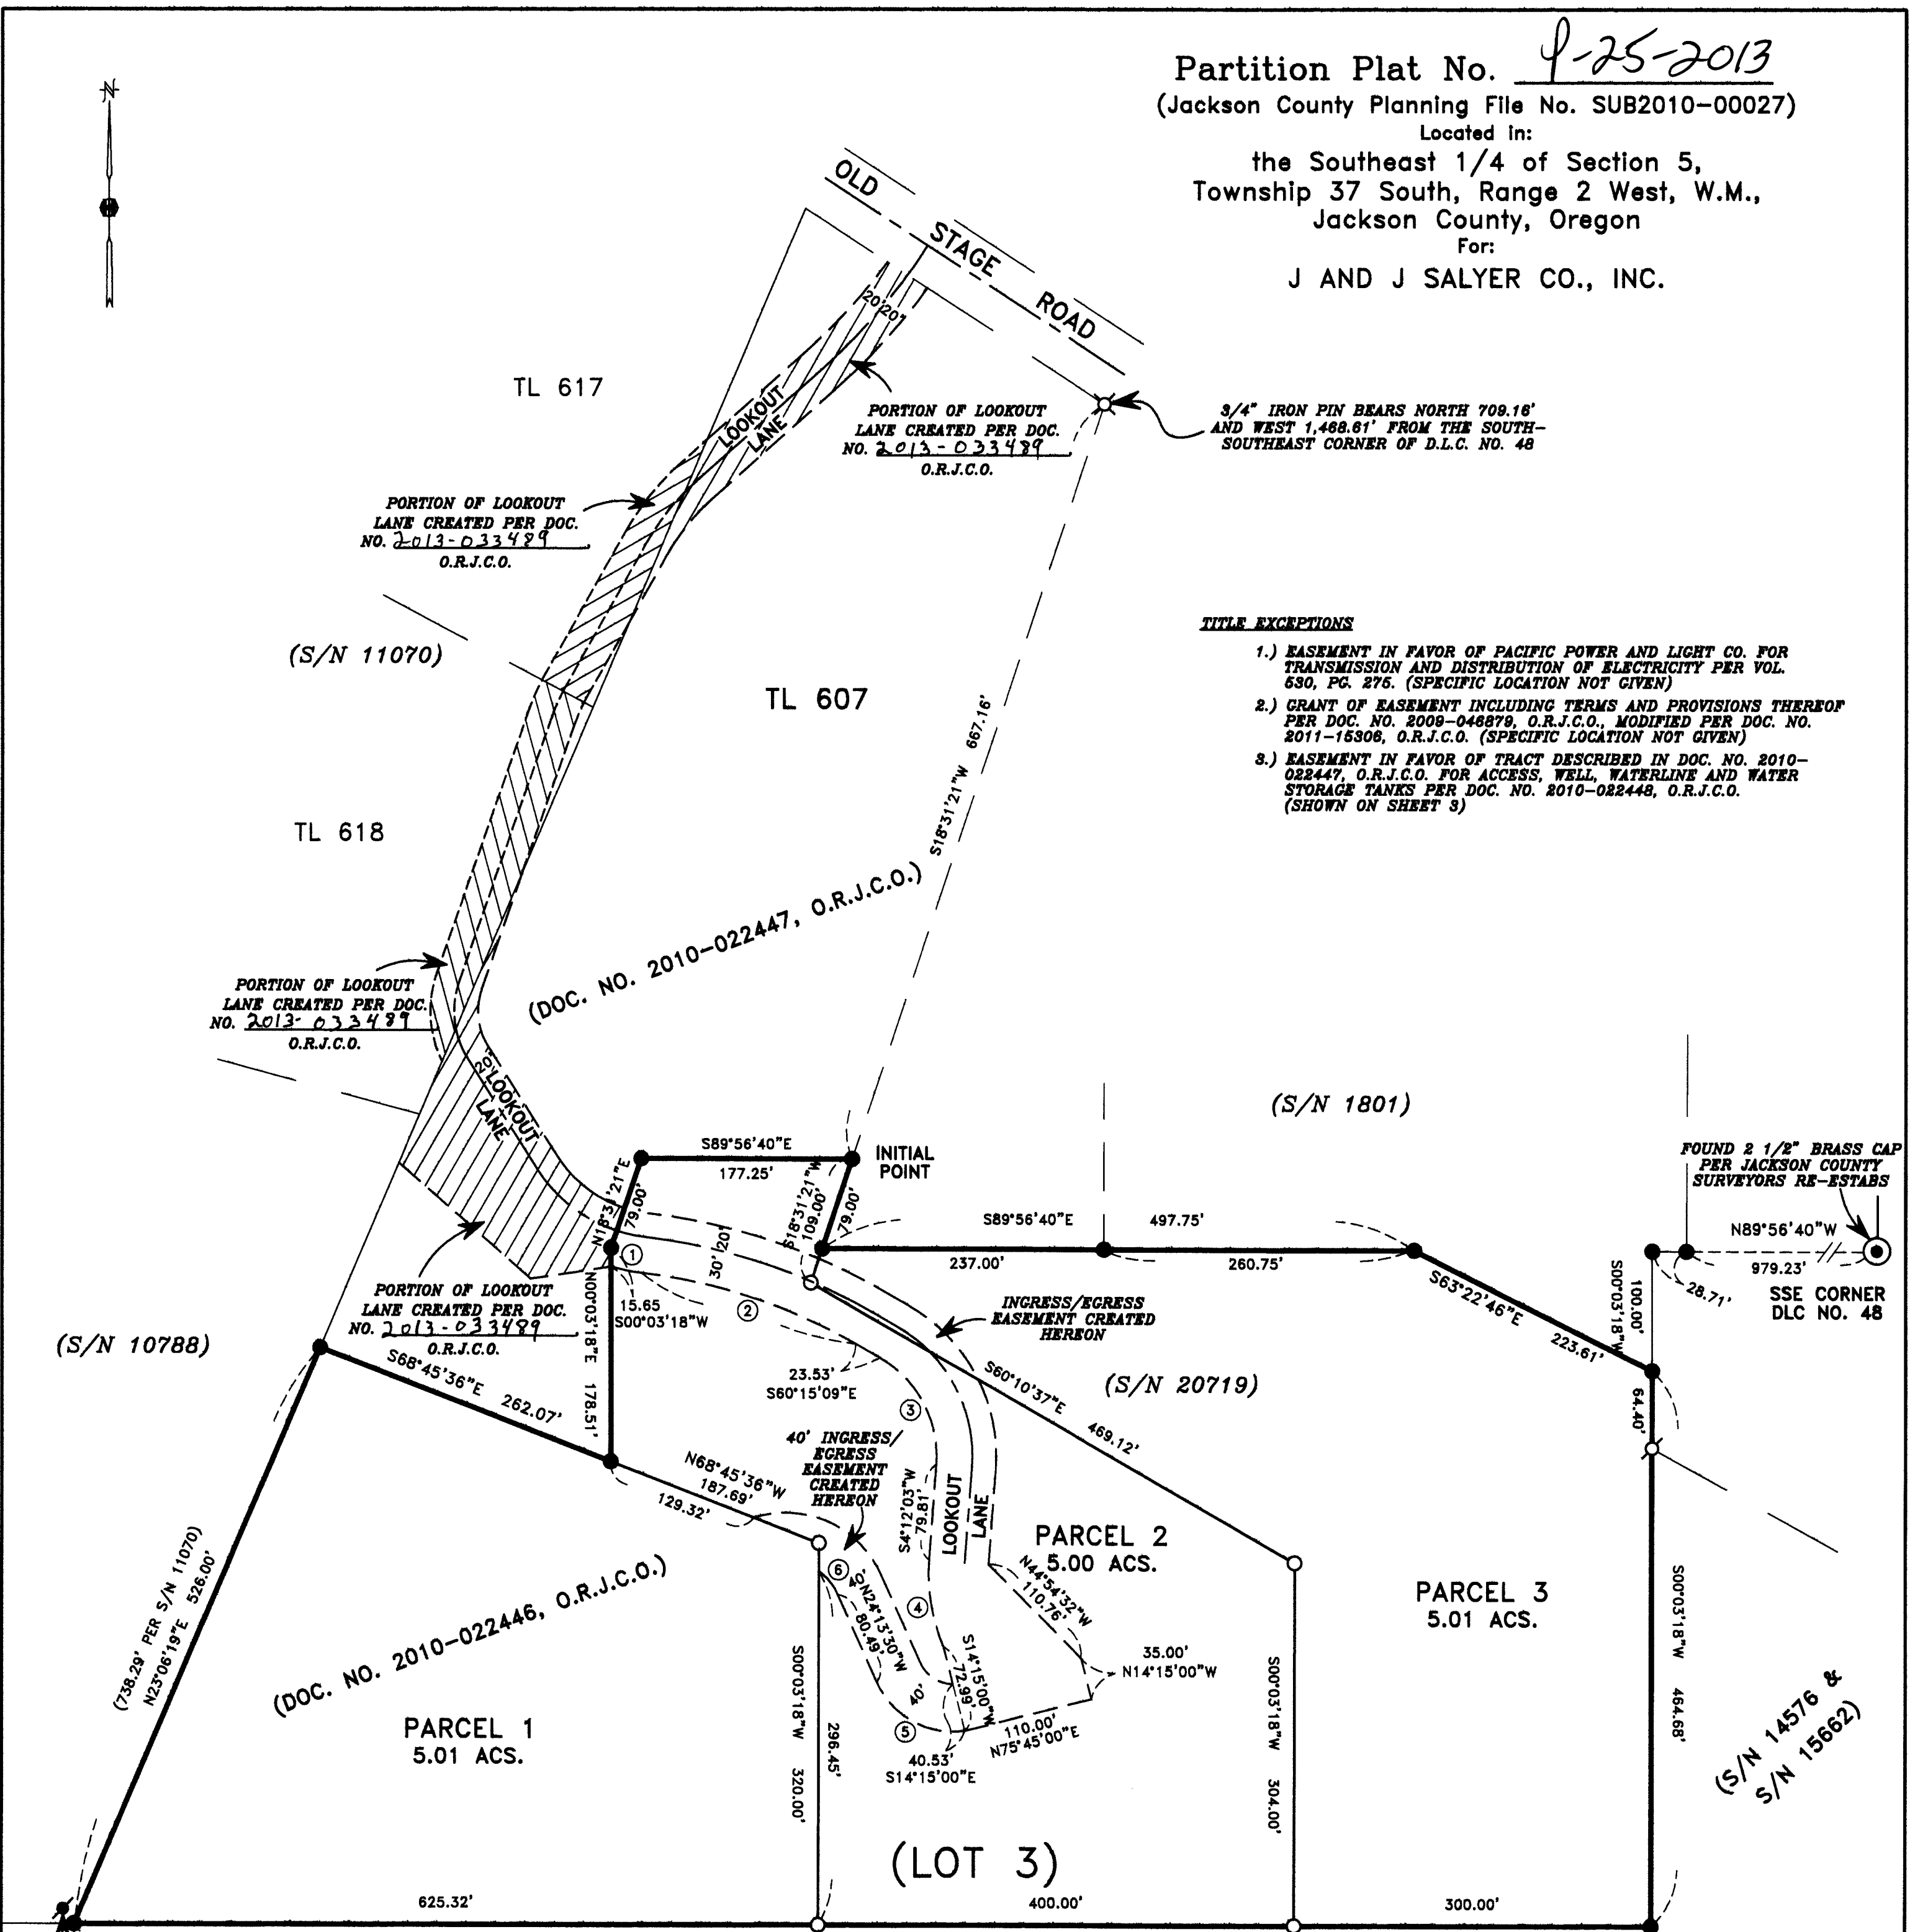 Partition Plat No. P-25-2013
(Jackson County Planning File No. SUB2010-00027)
Located in:
the Southeast 1/4 of Section 5,
Township 37 South, Range 2 West, W.M.,
Jackson County, Oregon
For:
J AND J SALYER CO., INC.
N
OLD STAGE ROAD
20' 20'
TL 617
LOOKOUT
LANE
PORTION OF LOOKOUT
LANE CREATED PER DOC.
NO. 2013-033489
O.R.J.C.O.
3/4" IRON PIN BEARS NORTH 709.16'
AND WEST 1,468.61' FROM THE SOUTH-
SOUTHEAST CORNER OF D.L.C. NO. 48
PORTION OF LOOKOUT
LANE CREATED PER DOC.
NO. 2013-033489
O.R.J.C.O.
(S/N 11070)
TL 607
S18°31'21"W 667.16'
TITLE EXCEPTIONS
1.) EASEMENT IN FAVOR OF PACIFIC POWER AND LIGHT CO. FOR
TRANSMISSION AND DISTRIBUTION OF ELECTRICITY PER VOL.
530, PG. 275. (SPECIFIC LOCATION NOT GIVEN)
2.) GRANT OF EASEMENT INCLUDING TERMS AND PROVISIONS THEREOF
PER DOC. NO. 2009-046879, O.R.J.C.O., MODIFIED PER DOC. NO.
2011-15306, O.R.J.C.O. (SPECIFIC LOCATION NOT GIVEN)
3.) EASEMENT IN FAVOR OF TRACT DESCRIBED IN DOC. NO. 2010-
022447, O.R.J.C.O. FOR ACCESS, WELL, WATERLINE AND WATER
STORAGE TANKS PER DOC. NO. 2010-022448, O.R.J.C.O.
(SHOWN ON SHEET 3)
TL 618
(DOC. NO. 2010-022447, O.R.J.C.O.)
PORTION OF LOOKOUT
LANE CREATED PER DOC.
NO. 2013-033489
O.R.J.C.O.
20'
LOOKOUT
LANE
(S/N 1801)
S89°56'40"E
177.25'
INITIAL
POINT
N18°31'21"E
79.00'
S18°31'21"W
109.00'
79.00'
FOUND 2 1/2" BRASS CAP
PER JACKSON COUNTY
SURVEYORS RE-ESTABS
N89°56'40"W
979.23'
SSE CORNER
DLC NO. 48
28.71'
S89°56'40"E 497.75'
237.00'
260.75'
S63°22'46"E
223.61'
S00°03'18"W
100.00'
64.40'
1
30' 20'
15.65
S00°03'18"W
2
PORTION OF LOOKOUT
LANE CREATED PER DOC.
NO. 2013-033489
O.R.J.C.O.
N00°03'18"E 178.51'
INGRESS/EGRESS
EASEMENT CREATED
HEREON
(S/N 10788)
S68°45'36"E
262.07'
23.53'
S60°15'09"E
3
S60°10'37"E
469.12'
(S/N 20719)
40' INGRESS/
EGRESS
EASEMENT
CREATED
HEREON
N68°45'36"W
187.69'
129.32'
S4°12'03"W
79.81'
LOOKOUT
LANE
PARCEL 2
5.00 ACS.
N44°54'32"W
110.76'
35.00'
N14°15'00"W
PARCEL 3
5.01 ACS.
6
40'
N24°13'30"W
80.49'
4
S14°15'00"W
72.99'
40'
5
40.53'
S14°15'00"E
110.00'
N75°45'00"E
(738.29' PER S/N 11070)
N23°06'19"E 526.00'
(DOC. NO. 2010-022446, O.R.J.C.O.)
PARCEL 1
5.01 ACS.
S00°03'18"W 320.00'
296.45'
S00°03'18"W 304.00'
S00°03'18"W 464.68'
(S/N 14576 &
S/N 15662)
(LOT 3)
625.32'
400.00'
300.00'